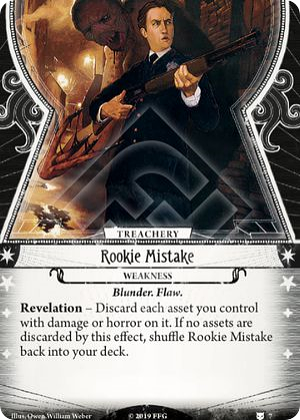 TREACHERY
Rookie Mistake
WEAKNESS
Blunder. Flaw.
Revelation – Discard each asset you control
with damage or horror on it. If no assets are
discarded by this effect, shuffle Rookie Mistake
back into your deck.
Illus. Owen William Weber © 2019 FFG 7